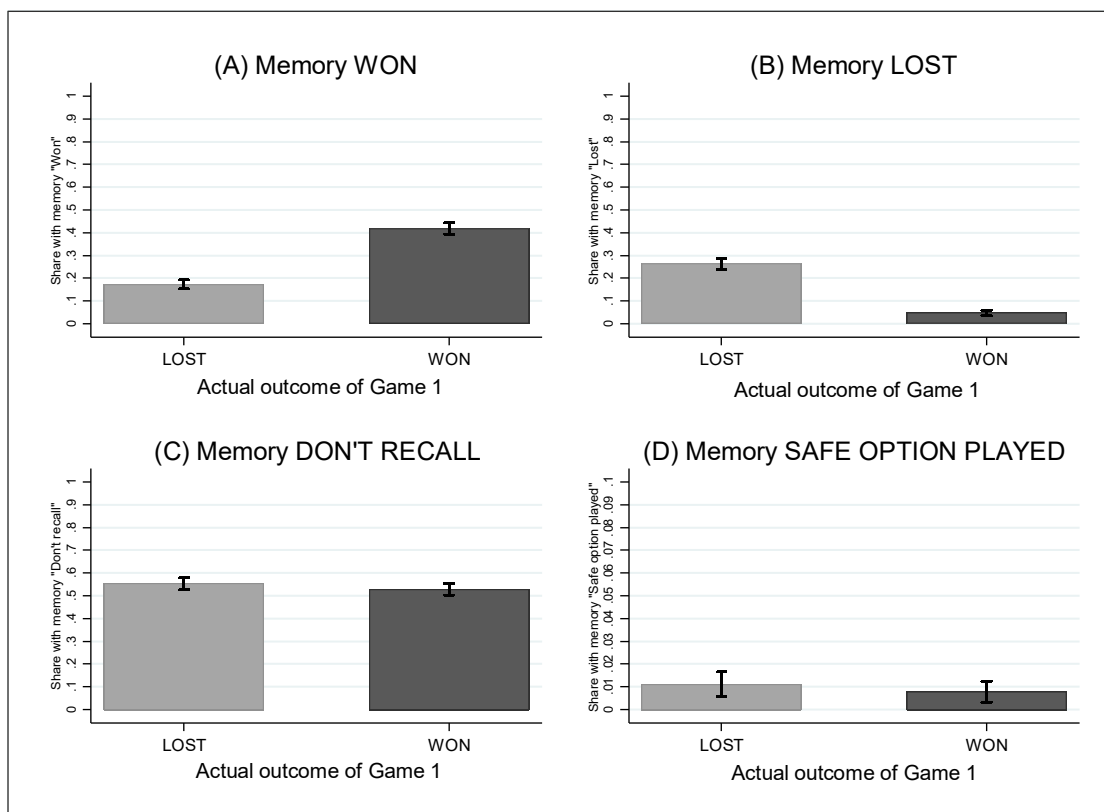 (A) Memory WON
Share with memory "Won"
1
.9
.8
.7
.6
.5
.4
.3
.2
.1
0
LOST WON
Actual outcome of Game 1
(B) Memory LOST
Share with memory "Lost"
1
.9
.8
.7
.6
.5
.4
.3
.2
.1
0
LOST WON
Actual outcome of Game 1
(C) Memory DON'T RECALL
Share with memory "Don't recall"
1
.9
.8
.7
.6
.5
.4
.3
.2
.1
0
LOST WON
Actual outcome of Game 1
(D) Memory SAFE OPTION PLAYED
Share with memory "Safe option played"
.1
.09
.08
.07
.06
.05
.04
.03
.02
.01
0
LOST WON
Actual outcome of Game 1